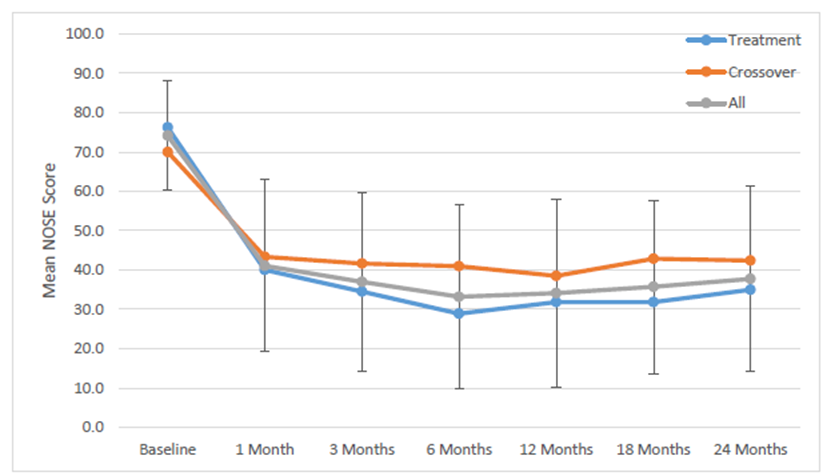 100.0
90.0
80.0
70.0
60.0
50.0
40.0
30.0
20.0
10.0
0.0
Mean NOSE Score
Treatment
Crossover
All
Baseline 1 Month 3 Months 6 Months 12 Months 18 Months 24 Months